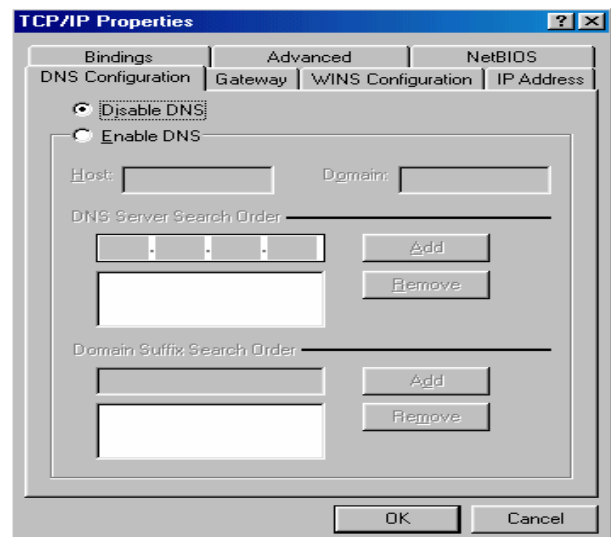 TCP/IP Properties ? X
Bindings Advanced NetBIOS
DNS Configuration Gateway WINS Configuration IP Address
Disable DNS
Enable DNS
Host: Domain:
DNS Server Search Order
. . . Add
Remove
Domain Suffix Search Order
Add
Remove
OK Cancel